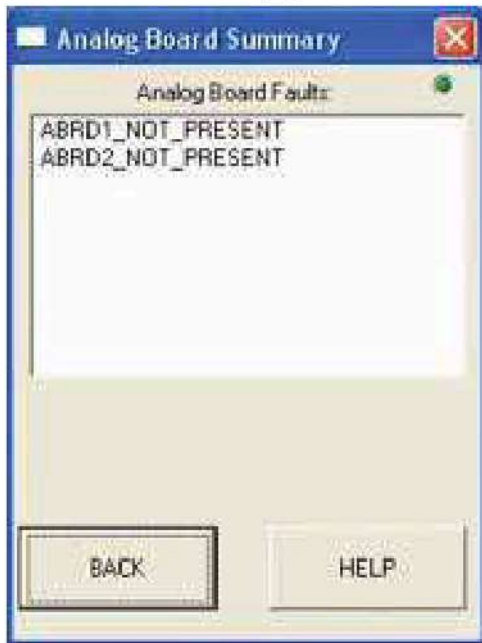 Analog Board Summary
Analog Board Faults:
ABRD1_NOT_PRESENT
ABRD2_NOT_PRESENT
BACK
HELP